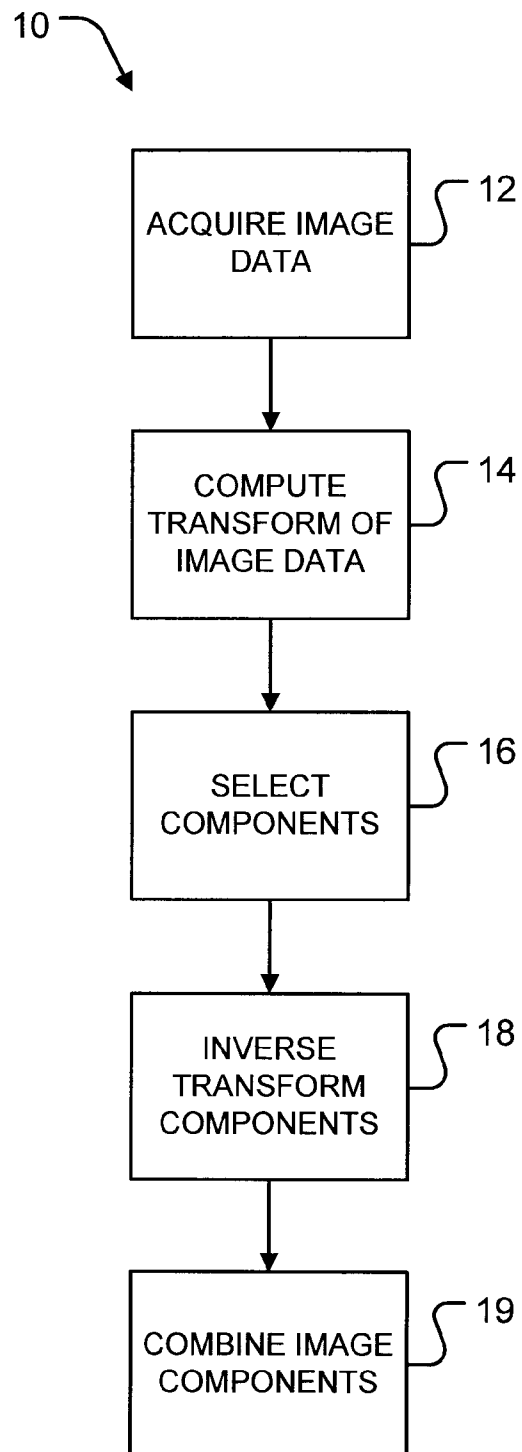 10
12
ACQUIRE IMAGE
DATA
14
COMPUTE
TRANSFORM OF
IMAGE DATA
16
SELECT
COMPONENTS
18
INVERSE
TRANSFORM
COMPONENTS
19
COMBINE IMAGE
COMPONENTS